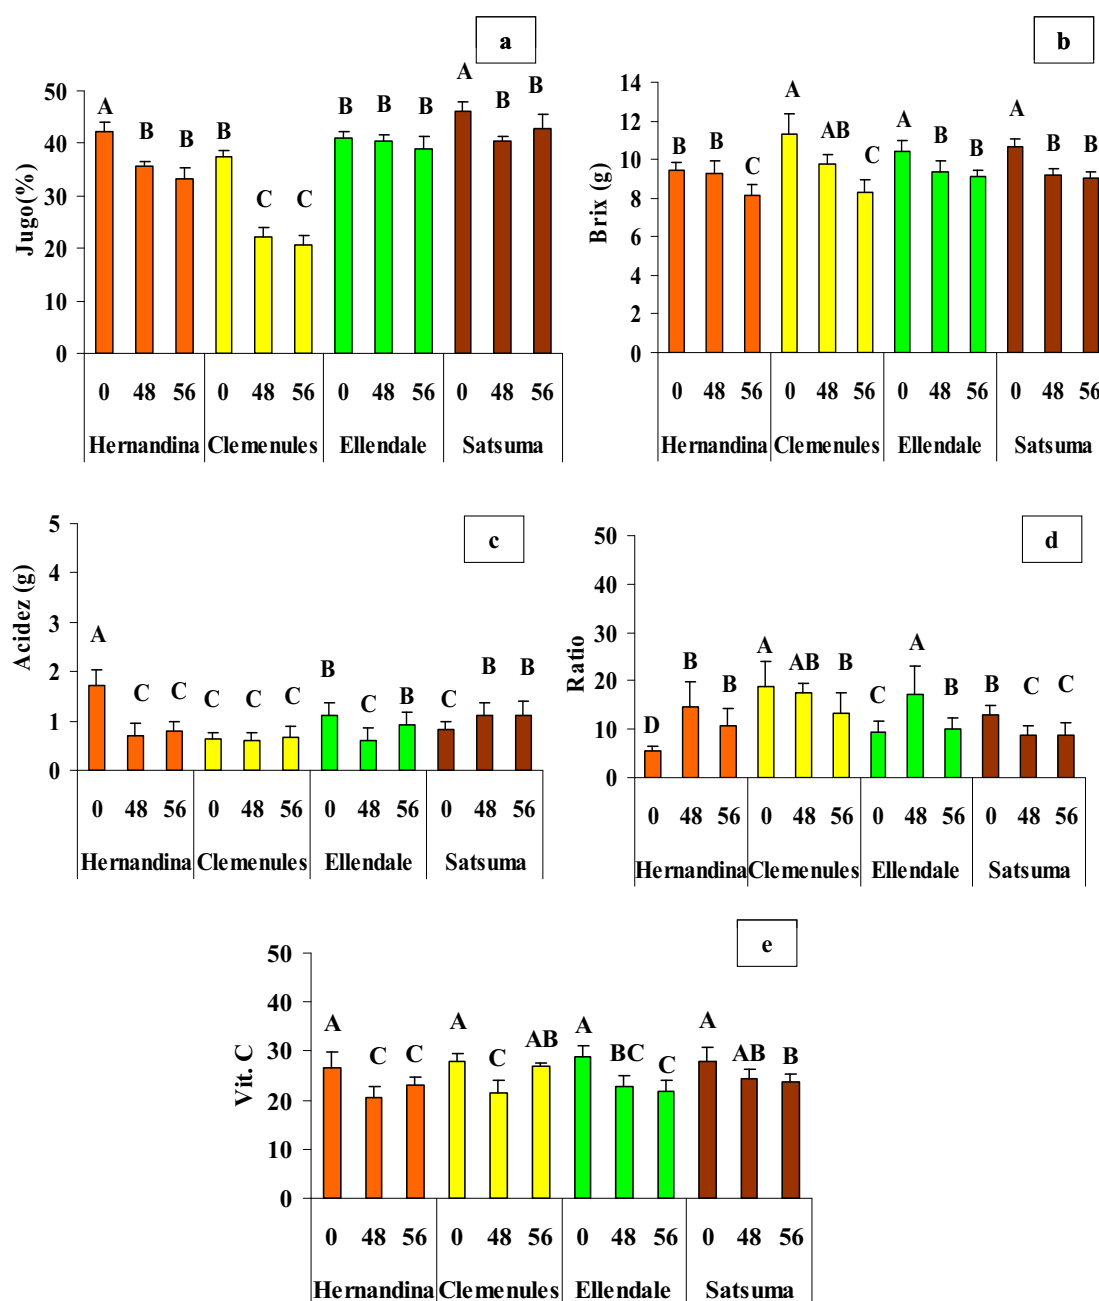 a
50
40
30
20
10
0
Jugo(%)
A B B B C C B B B A B B
0 48 56 0 48 56 0 48 56 0 48 56
Hernandina Clemenules Ellendale Satsuma
b
14
12
10
8
6
4
2
0
Brix (g)
B B C A AB C A B B A B B
0 48 56 0 48 56 0 48 56 0 48 56
Hernandina Clemenules Ellendale Satsuma
c
5
4
3
2
1
0
Acidez (g)
A C C C C C B C B C B B
0 48 56 0 48 56 0 48 56 0 48 56
Hernandina Clemenules Ellendale Satsuma
d
50
40
30
20
10
0
Ratio
D B B A AB B C A B B C C
0 48 56 0 48 56 0 48 56 0 48 56
Hernandina Clemenules Ellendale Satsuma
e
50
40
30
20
10
0
Vit. C
A C C A C AB A BC C A AB B
0 48 56 0 48 56 0 48 56 0 48 56
Hernandina Clemenules Ellendale Satsuma